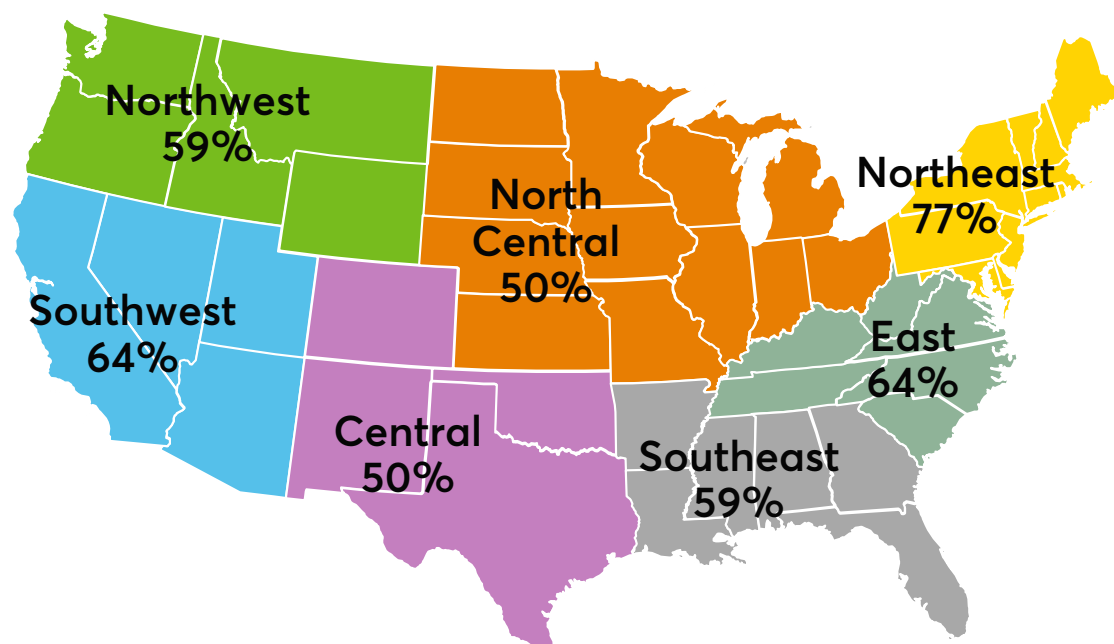 Northwest
59%
North
Central
50%
Northeast
77%
Southwest
64%
East
64%
Central
50%
Southeast
59%